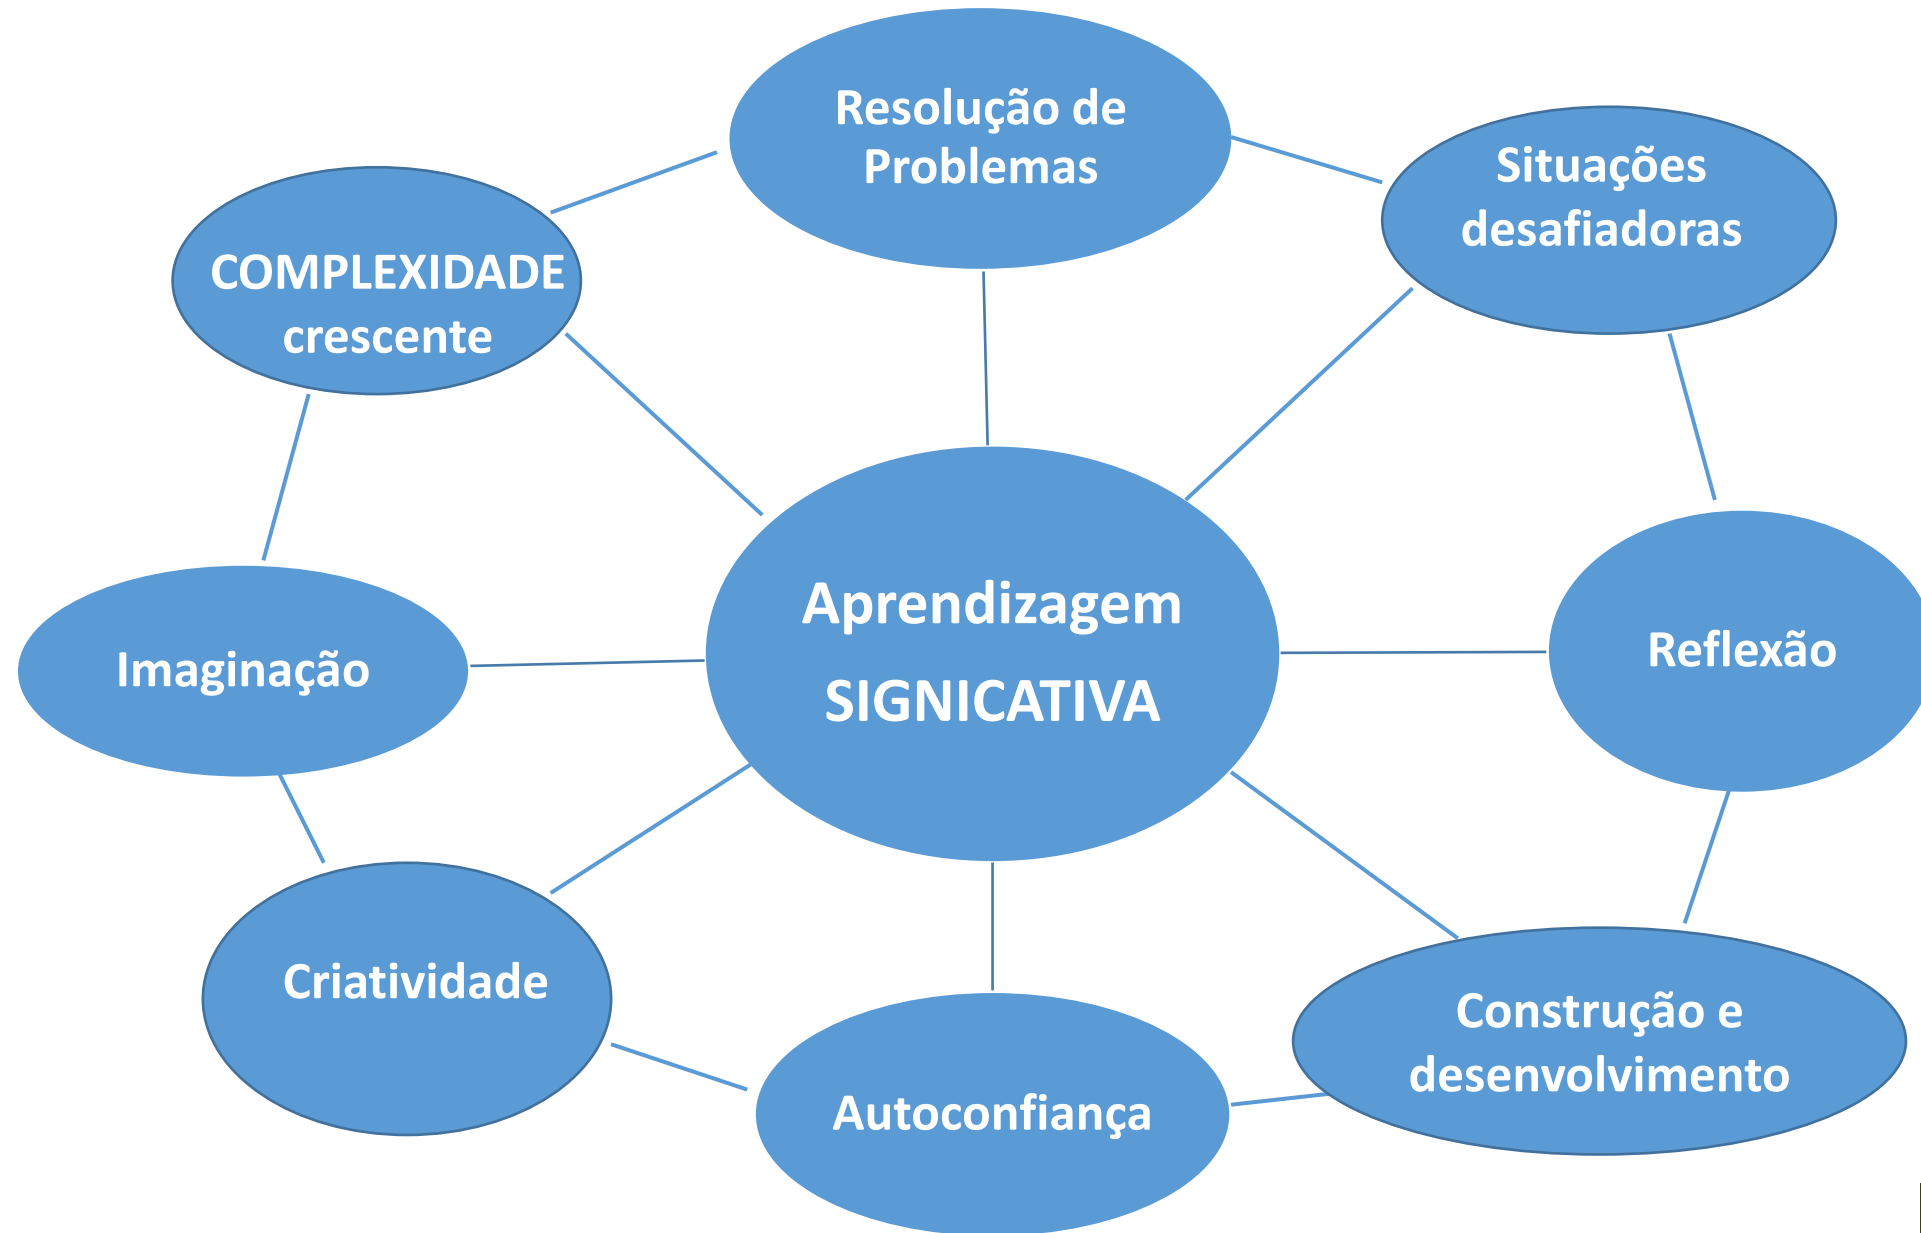 Resolução de
Problemas
Situações
desafiadoras
COMPLEXIDADE
crescente
Aprendizagem
SIGNICATIVA
Reflexão
Imaginação
Criatividade
Construção e
desenvolvimento
Autoconfiança